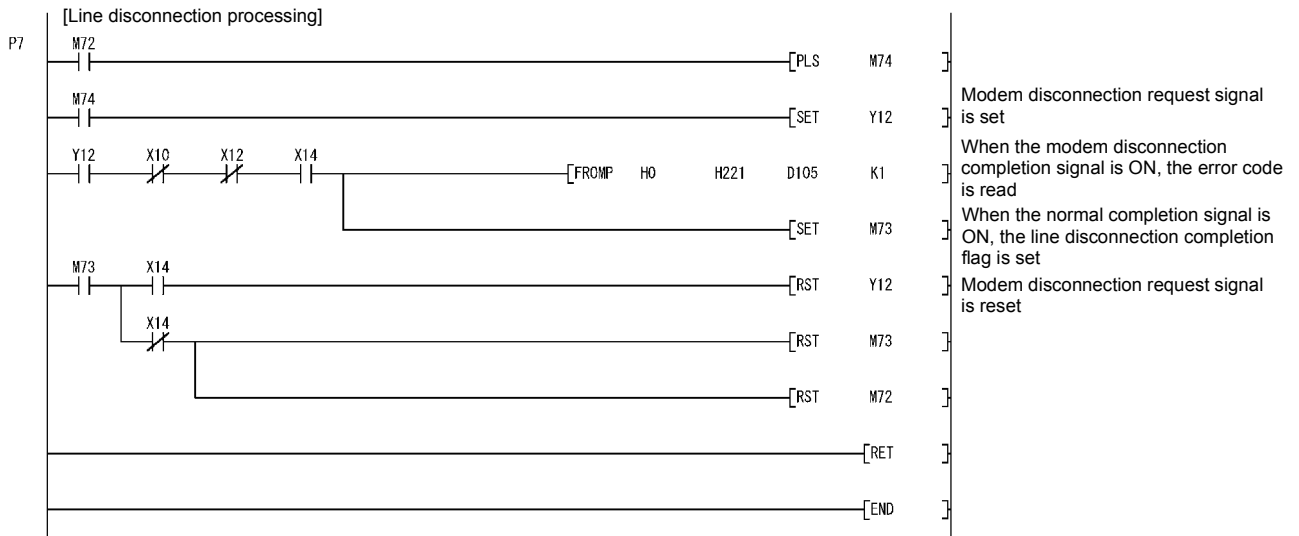 [Line disconnection processing]
P7
M72
[PLS M74 ]
M74
[SET Y12 ]
Modem disconnection request signal
is set
Y12 X10 X12 X14
[FROMP H0 H221 D105 K1 ]
When the modem disconnection
completion signal is ON, the error code
is read
[SET M73 ]
When the normal completion signal is
ON, the line disconnection completion
flag is set
M73 X14
[RST Y12 ]
Modem disconnection request signal
is reset
X14
[RST M73 ]
[RST M72 ]
[RET ]
[END ]